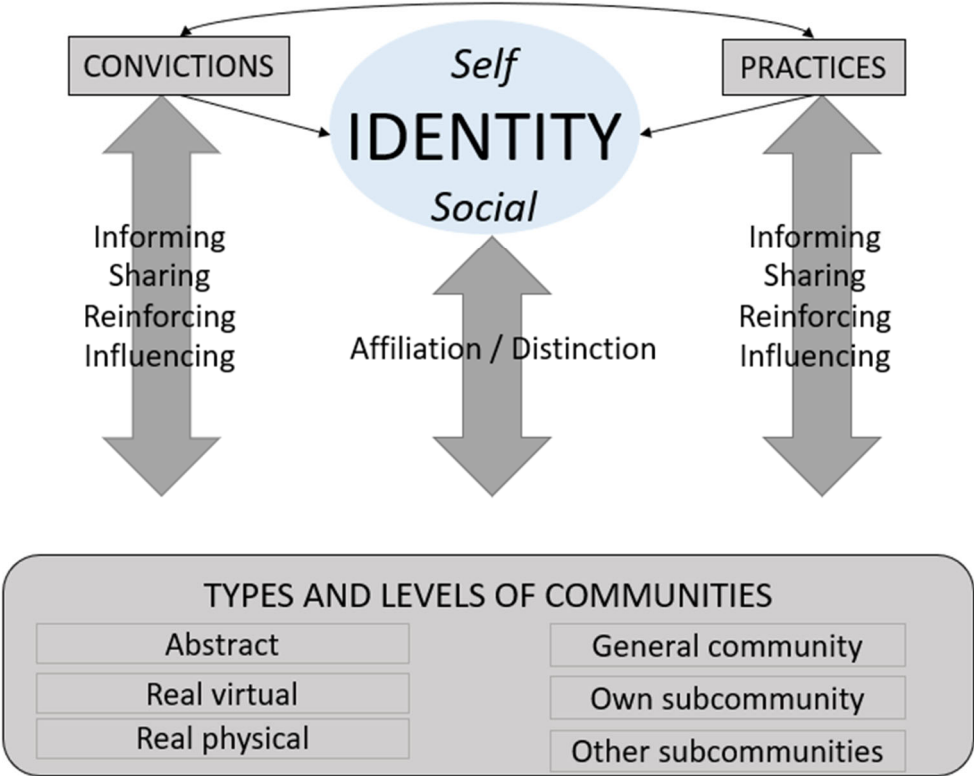 CONVICTIONS
Self
IDENTITY
Social
PRACTICES
Informing
Sharing
Reinforcing
Influencing
Affiliation / Distinction
Informing
Sharing
Reinforcing
Influencing
TYPES AND LEVELS OF COMMUNITIES
Abstract
Real virtual
Real physical
General community
Own subcommunity
Other subcommunities